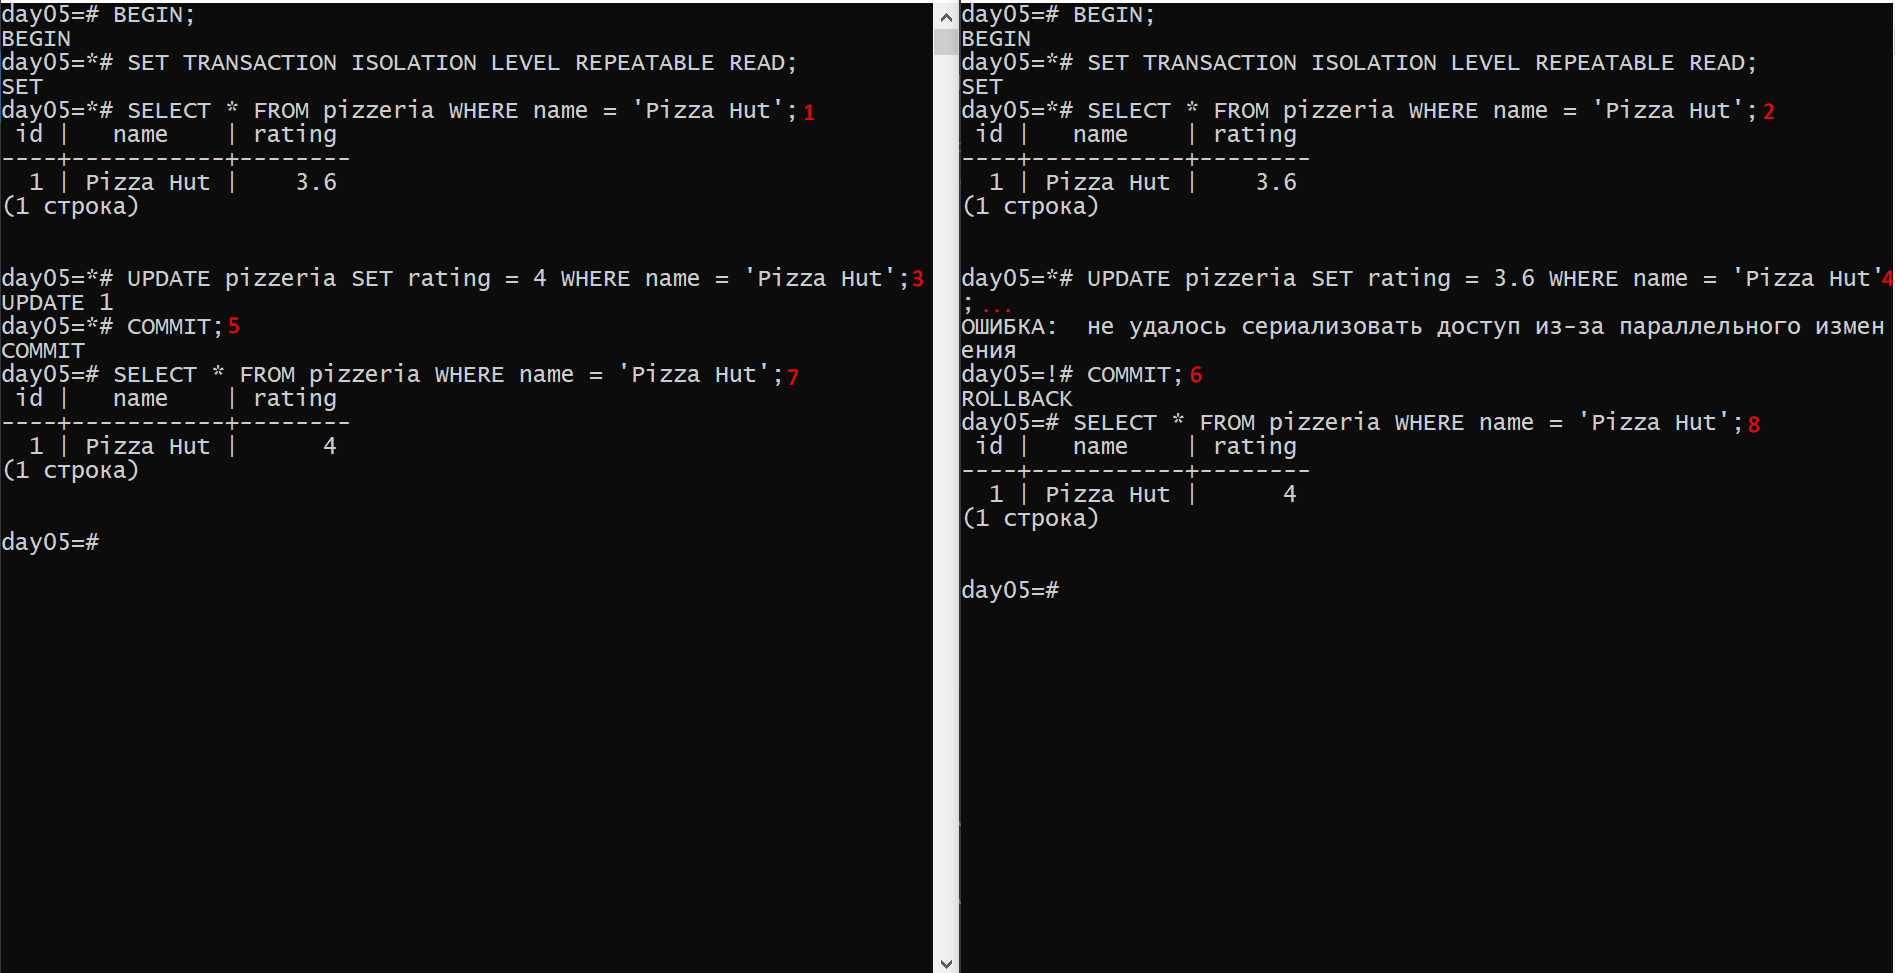 day05=# BEGIN;
BEGIN
day05=*# SET TRANSACTION ISOLATION LEVEL REPEATABLE READ;
SET
day05=*# SELECT * FROM pizzeria WHERE name = 'Pizza Hut'; 1
 id |   name    | rating
----+-----------+--------
  1 | Pizza Hut |    3.6
(1 строка)
day05=*# UPDATE pizzeria SET rating = 4 WHERE name = 'Pizza Hut'; 3
UPDATE 1
day05=*# COMMIT; 5
COMMIT
day05=# SELECT * FROM pizzeria WHERE name = 'Pizza Hut'; 7
 id |   name    | rating
----+-----------+--------
  1 | Pizza Hut |      4
(1 строка)
day05=#
day05=# BEGIN;
BEGIN
day05=*# SET TRANSACTION ISOLATION LEVEL REPEATABLE READ;
SET
day05=*# SELECT * FROM pizzeria WHERE name = 'Pizza Hut'; 2
 id |   name    | rating
----+-----------+--------
  1 | Pizza Hut |    3.6
(1 строка)
day05=*# UPDATE pizzeria SET rating = 3.6 WHERE name = 'Pizza Hut' 4
; ...
ОШИБКА:  не удалось сериализовать доступ из-за параллельного измен
ения
day05=!# COMMIT; 6
ROLLBACK
day05=# SELECT * FROM pizzeria WHERE name = 'Pizza Hut'; 8
 id |   name    | rating
----+-----------+--------
  1 | Pizza Hut |      4
(1 строка)
day05=#